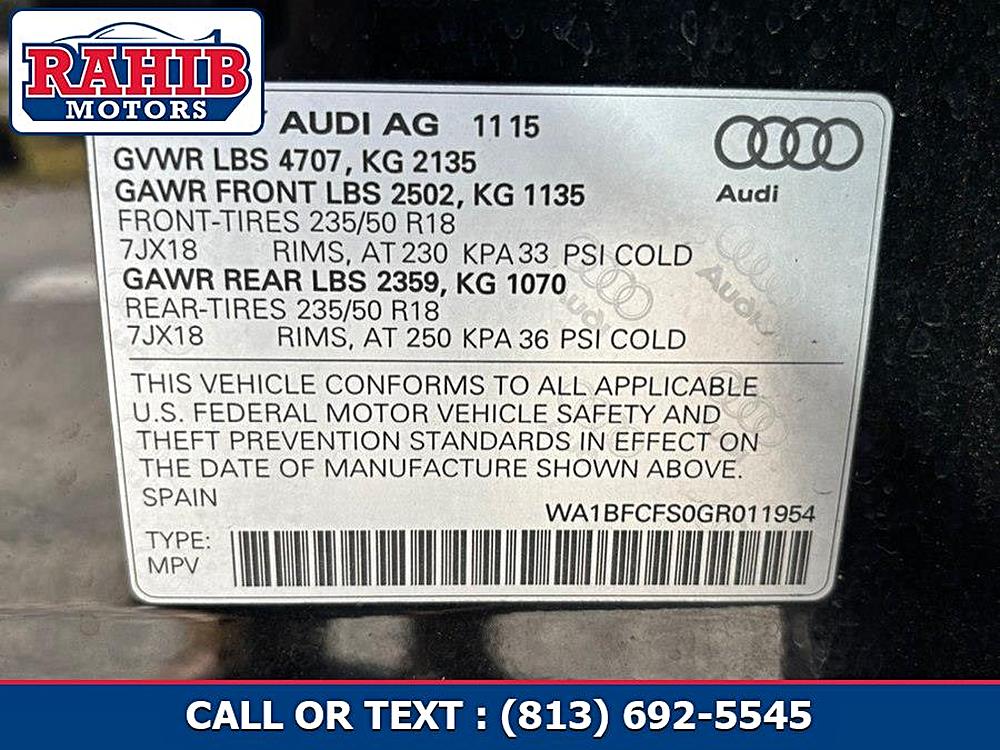 RAHIB
MOTORS
AUDI AG 11 15
GVWR LBS 4707, KG 2135
GAWR FRONT LBS 2502, KG 1135
FRONT-TIRES 235/50 R18
7JX18 RIMS, AT 230 KPA 33 PSI COLD
GAWR REAR LBS 2359, KG 1070
REAR-TIRES 235/50 R18
7JX18 RIMS, AT 250 KPA 36 PSI COLD
Audi
Audi
Audi
THIS VEHICLE CONFORMS TO ALL APPLICABLE
U.S. FEDERAL MOTOR VEHICLE SAFETY AND
THEFT PREVENTION STANDARDS IN EFFECT ON
THE DATE OF MANUFACTURE SHOWN ABOVE.
SPAIN
WA1BFCFS0GR011954
TYPE:
MPV
CALL OR TEXT : (813) 692-5545